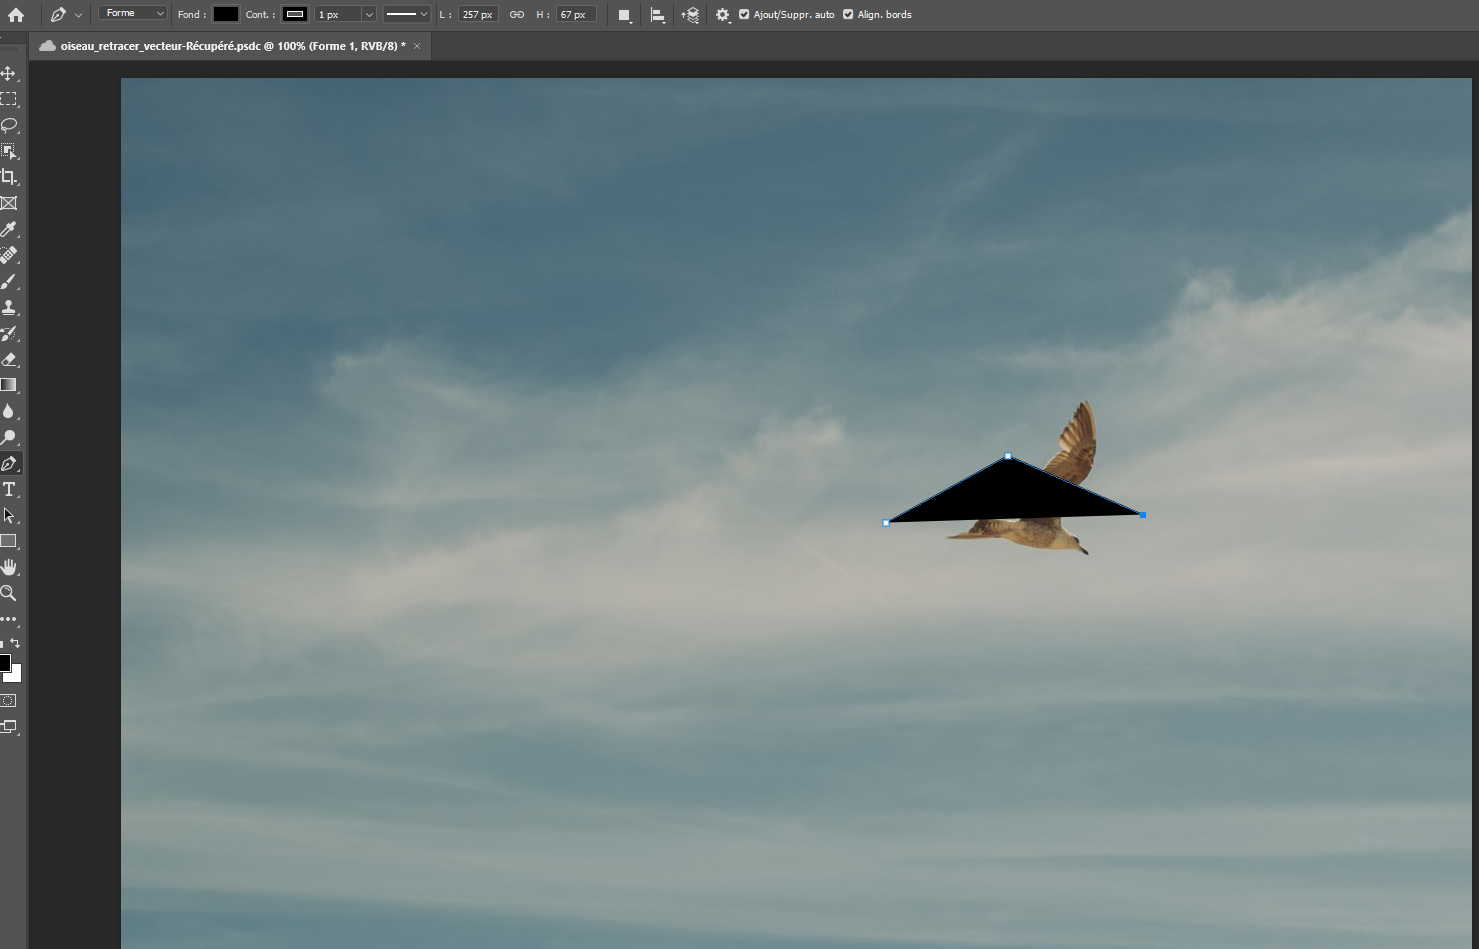 Forme Fond : Cont. : 1 px L : 257 px H : 67 px Ajout/Suppr. auto Align. bords
oiseau_retracer_vecteur-Récupéré.psdc @ 100% (Forme 1, RVB/8) * ×